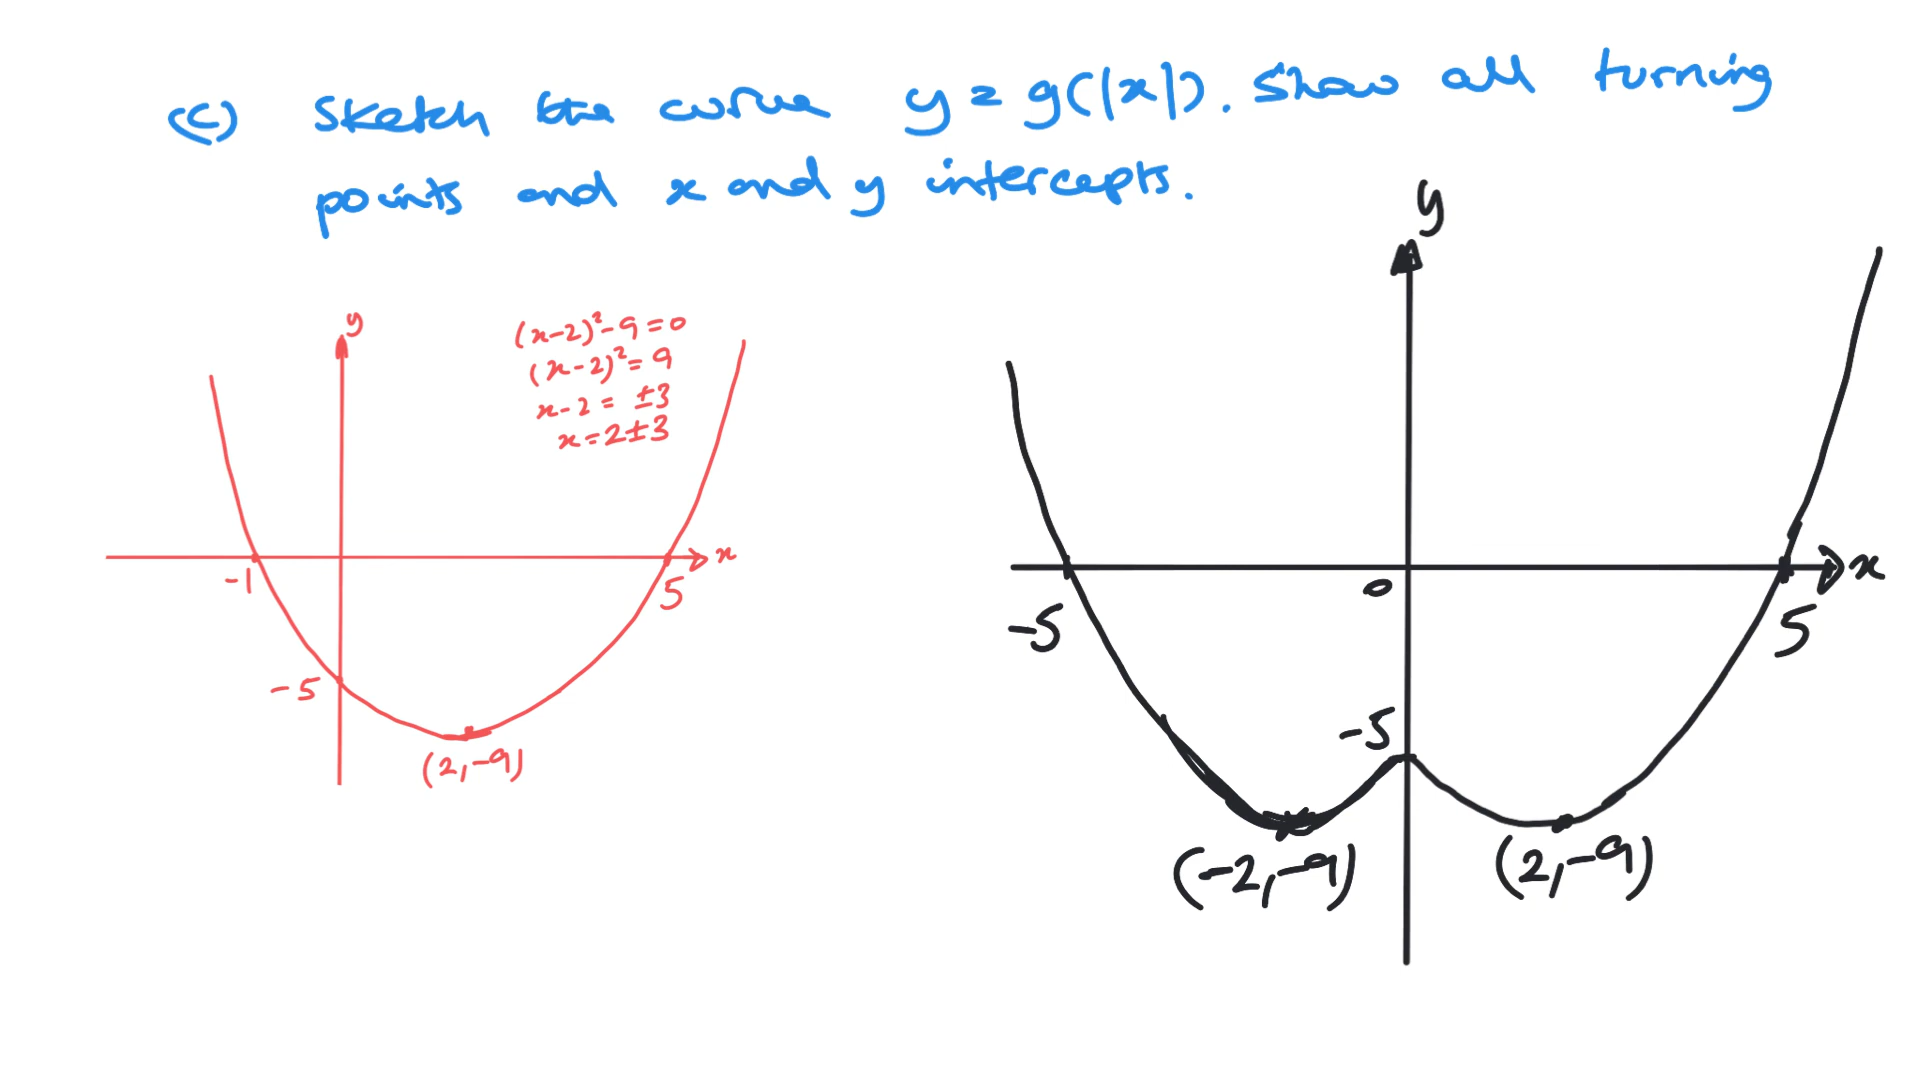 (c) Sketch the curve y = g(|x|). Show all turning
points and x and y intercepts.
y
(x-2)²-9=0
(x-2)²=9
x-2= ±3
x=2±3
x
-1
5
-5
(2,-9)
y
x
0
-5
5
-5
(-2,-9)
(2,-9)